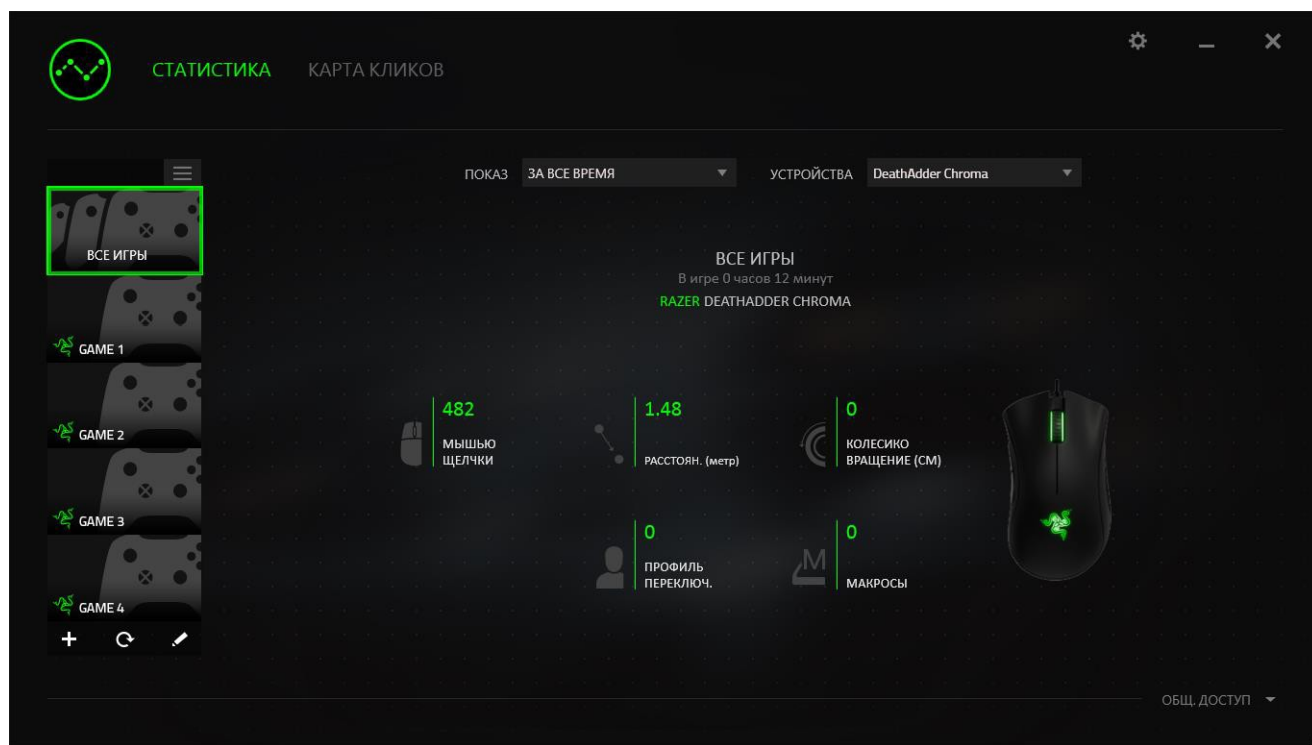 СТАТИСТИКА КАРТА КЛИКОВ
ПОКАЗ ЗА ВСЕ ВРЕМЯ УСТРОЙСТВА DeathAdder Chroma
ВСЕ ИГРЫ
GAME 1
GAME 2
GAME 3
GAME 4
ВСЕ ИГРЫ
В игре 0 часов 12 минут
RAZER DEATHADDER CHROMA
482
МЫШЬЮ
ЩЕЛЧКИ
1.48
РАССТОЯН. (метр)
0
КОЛЕСИКО
ВРАЩЕНИЕ (СМ)
0
ПРОФИЛЬ
ПЕРЕКЛЮЧ.
0
МАКРОСЫ
ОБЩ. ДОСТУП